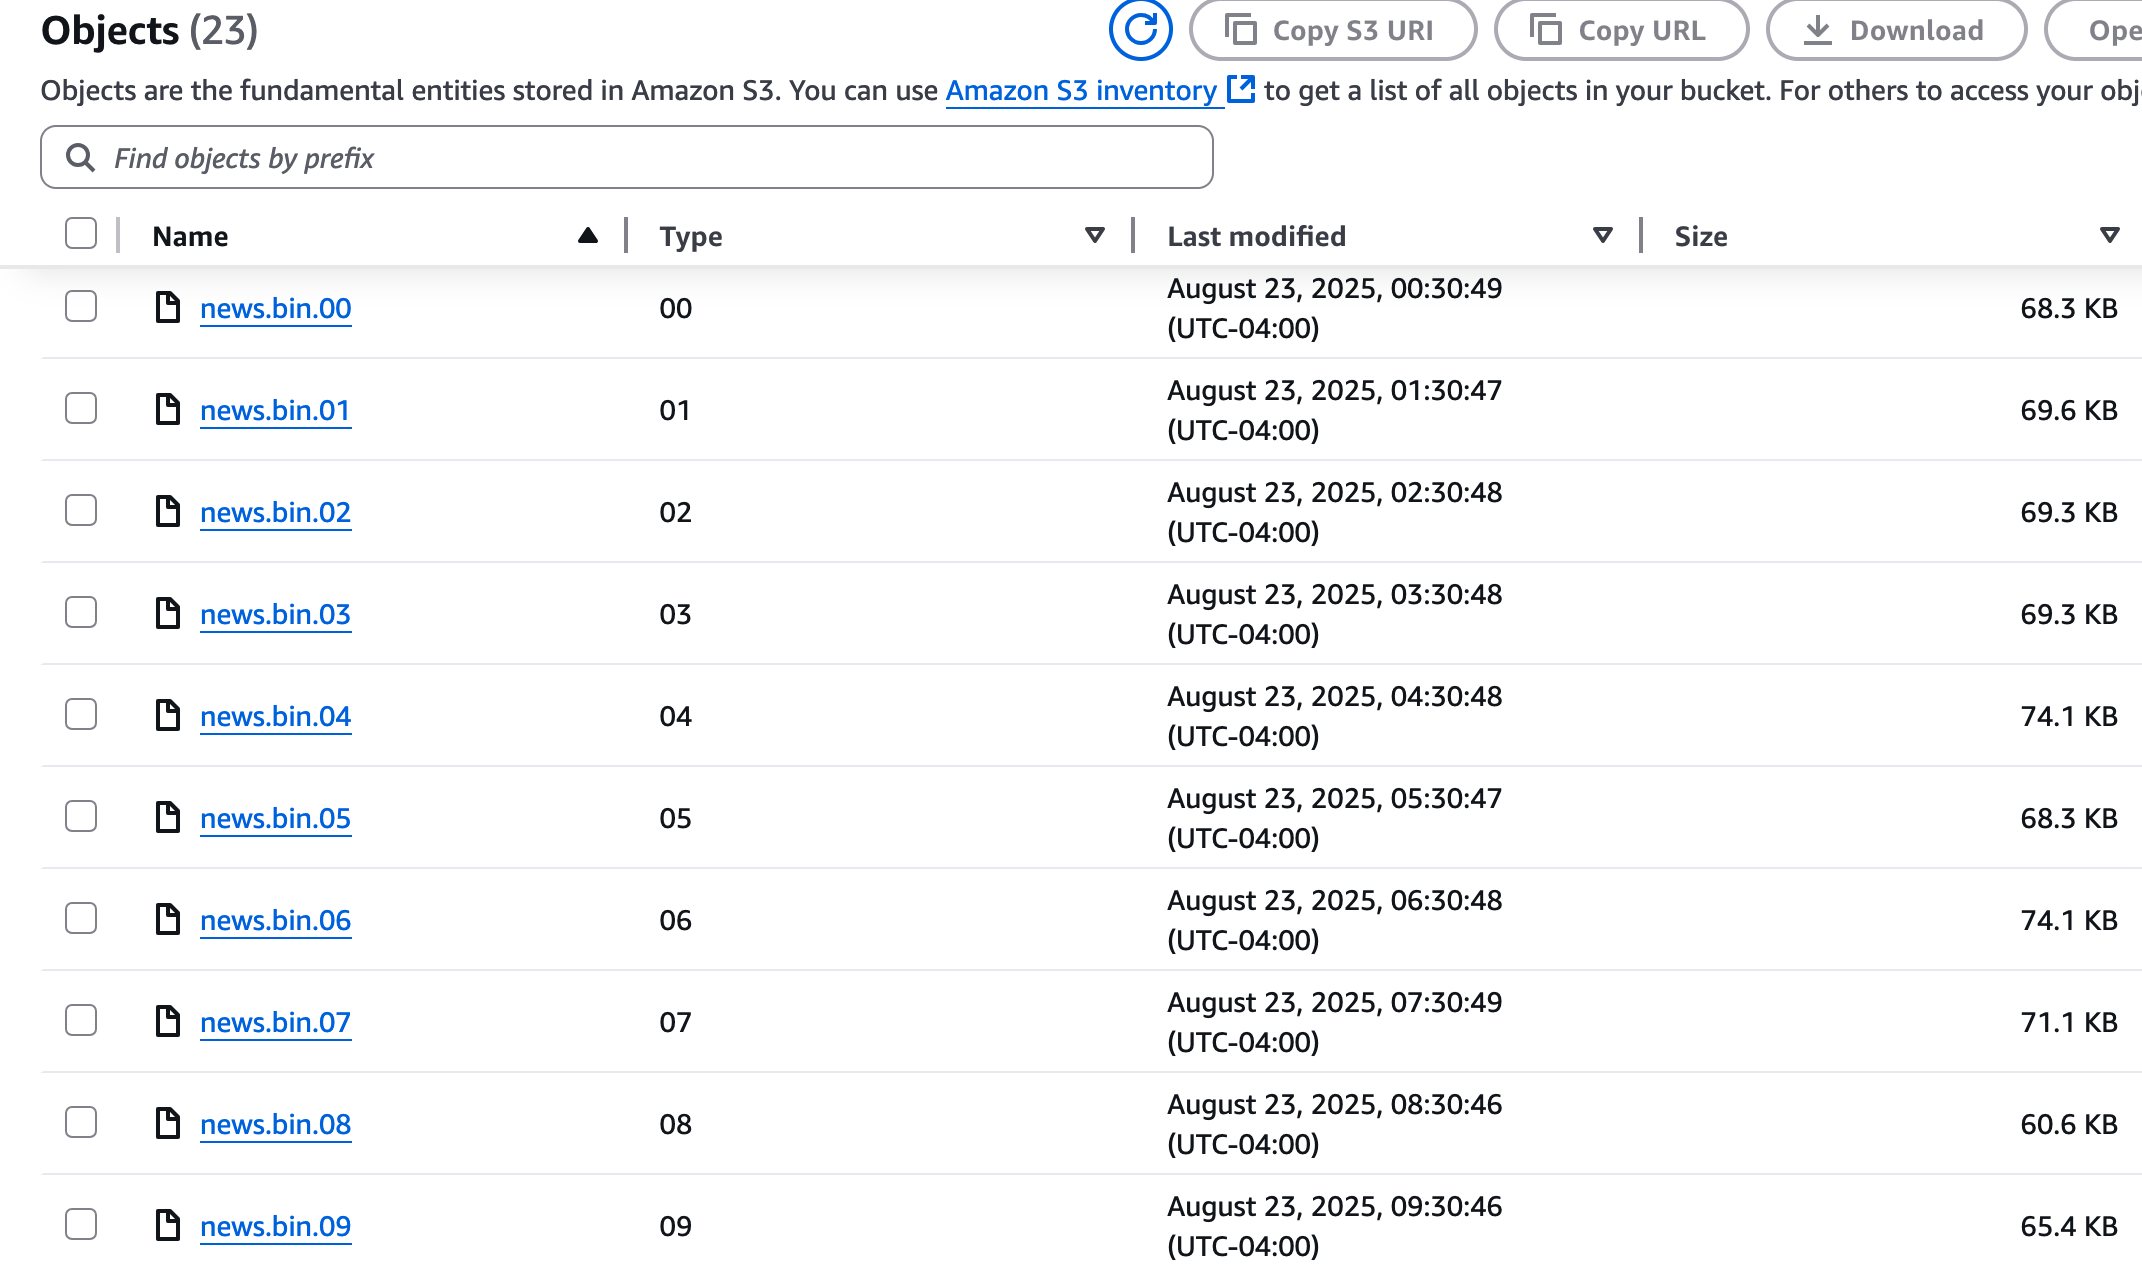 Objects (23)
Copy S3 URI
Copy URL
Download
Ope
Objects are the fundamental entities stored in Amazon S3. You can use Amazon S3 inventory to get a list of all objects in your bucket. For others to access your obj
Find objects by prefix
Name Type Last modified Size
news.bin.00 00 August 23, 2025, 00:30:49 68.3 KB
(UTC-04:00)
news.bin.01 01 August 23, 2025, 01:30:47 69.6 KB
(UTC-04:00)
news.bin.02 02 August 23, 2025, 02:30:48 69.3 KB
(UTC-04:00)
news.bin.03 03 August 23, 2025, 03:30:48 69.3 KB
(UTC-04:00)
news.bin.04 04 August 23, 2025, 04:30:48 74.1 KB
(UTC-04:00)
news.bin.05 05 August 23, 2025, 05:30:47 68.3 KB
(UTC-04:00)
news.bin.06 06 August 23, 2025, 06:30:48 74.1 KB
(UTC-04:00)
news.bin.07 07 August 23, 2025, 07:30:49 71.1 KB
(UTC-04:00)
news.bin.08 08 August 23, 2025, 08:30:46 60.6 KB
(UTC-04:00)
news.bin.09 09 August 23, 2025, 09:30:46 65.4 KB
(UTC-04:00)